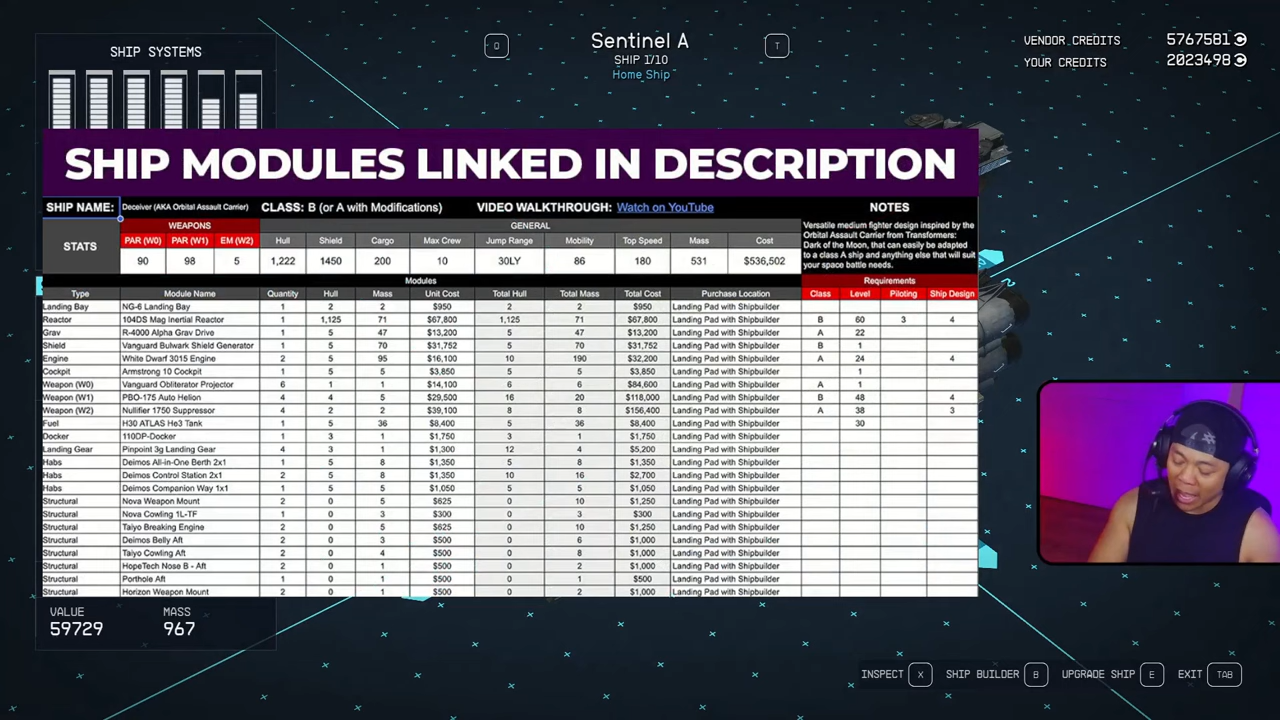 SHIP SYSTEMS
Q
Sentinel A
T
SHIP 1/10
Home Ship
VENDOR CREDITS 5767581
YOUR CREDITS 2023498
SHIP MODULES LINKED IN DESCRIPTION
SHIP NAME: Deceiver (AKA Orbital Assault Carrier) CLASS: B (or A with Modifications) VIDEO WALKTHROUGH: Watch on YouTube NOTES
STATS WEAPONS GENERAL
PAR (W0) PAR (W1) EM (W2) Hull Shield Cargo Max Crew Jump Range Mobility Top Speed Mass Cost
90 98 5 1,222 1450 200 10 30LY 86 180 531 $536,502
Versatile medium fighter design inspired by the
Orbital Assault Carrier from Transformers:
Dark of the Moon, that can easily be adapted
to a class A ship and anything else that will suit
your space battle needs.
Modules Requirements
Type Module Name Quantity Hull Mass Unit Cost Total Hull Total Mass Total Cost Purchase Location Class Level Piloting Ship Design
Landing Bay NG-6 Landing Bay 1 2 2 $950 2 2 $950 Landing Pad with Shipbuilder
Reactor 104DS Mag Inertial Reactor 1 1,125 71 $67,800 1,125 71 $67,800 Landing Pad with Shipbuilder B 60 3 4
Grav R-4000 Alpha Grav Drive 1 5 47 $13,200 5 47 $13,200 Landing Pad with Shipbuilder A 22
Shield Vanguard Bulwark Shield Generator 1 5 70 $31,752 5 70 $31,752 Landing Pad with Shipbuilder B 1
Engine White Dwarf 3015 Engine 2 5 95 $16,100 10 190 $32,200 Landing Pad with Shipbuilder A 24 4
Cockpit Armstrong 10 Cockpit 1 5 5 $3,850 5 5 $3,850 Landing Pad with Shipbuilder 1
Weapon (W0) Vanguard Obliterator Projector 6 1 1 $14,100 6 6 $84,600 Landing Pad with Shipbuilder A 1
Weapon (W1) PBO-175 Auto Helion 4 4 5 $29,500 16 20 $118,000 Landing Pad with Shipbuilder B 48 4
Weapon (W2) Nullifier 1750 Suppressor 4 2 2 $39,100 8 8 $156,400 Landing Pad with Shipbuilder A 38 3
Fuel H30 ATLAS He3 Tank 1 5 36 $8,400 5 36 $8,400 Landing Pad with Shipbuilder 30
Docker 110DP-Docker 1 3 1 $1,750 3 1 $1,750 Landing Pad with Shipbuilder
Landing Gear Pinpoint 3g Landing Gear 4 3 1 $1,300 12 4 $5,200 Landing Pad with Shipbuilder
Habs Deimos All-in-One Berth 2x1 1 5 8 $1,350 5 8 $1,350 Landing Pad with Shipbuilder
Habs Deimos Control Station 2x1 2 5 8 $1,350 10 16 $2,700 Landing Pad with Shipbuilder
Habs Deimos Companion Way 1x1 1 5 5 $1,050 5 5 $1,050 Landing Pad with Shipbuilder
Structural Nova Weapon Mount 2 0 5 $625 0 10 $1,250 Landing Pad with Shipbuilder
Structural Nova Cowling 1L-TF 1 0 3 $300 0 3 $300 Landing Pad with Shipbuilder
Structural Taiyo Breaking Engine 2 0 5 $625 0 10 $1,250 Landing Pad with Shipbuilder
Structural Deimos Belly Aft 2 0 3 $500 0 6 $1,000 Landing Pad with Shipbuilder
Structural Taiyo Cowling Aft 2 0 4 $500 0 8 $1,000 Landing Pad with Shipbuilder
Structural HopeTech Nose B - Aft 2 0 1 $500 0 2 $1,000 Landing Pad with Shipbuilder
Structural Porthole Aft 1 0 1 $500 0 1 $500 Landing Pad with Shipbuilder
Structural Horizon Weapon Mount 2 0 1 $500 0 2 $1,000 Landing Pad with Shipbuilder
VALUE MASS
59729 967
INSPECT X SHIP BUILDER B UPGRADE SHIP E EXIT TAB